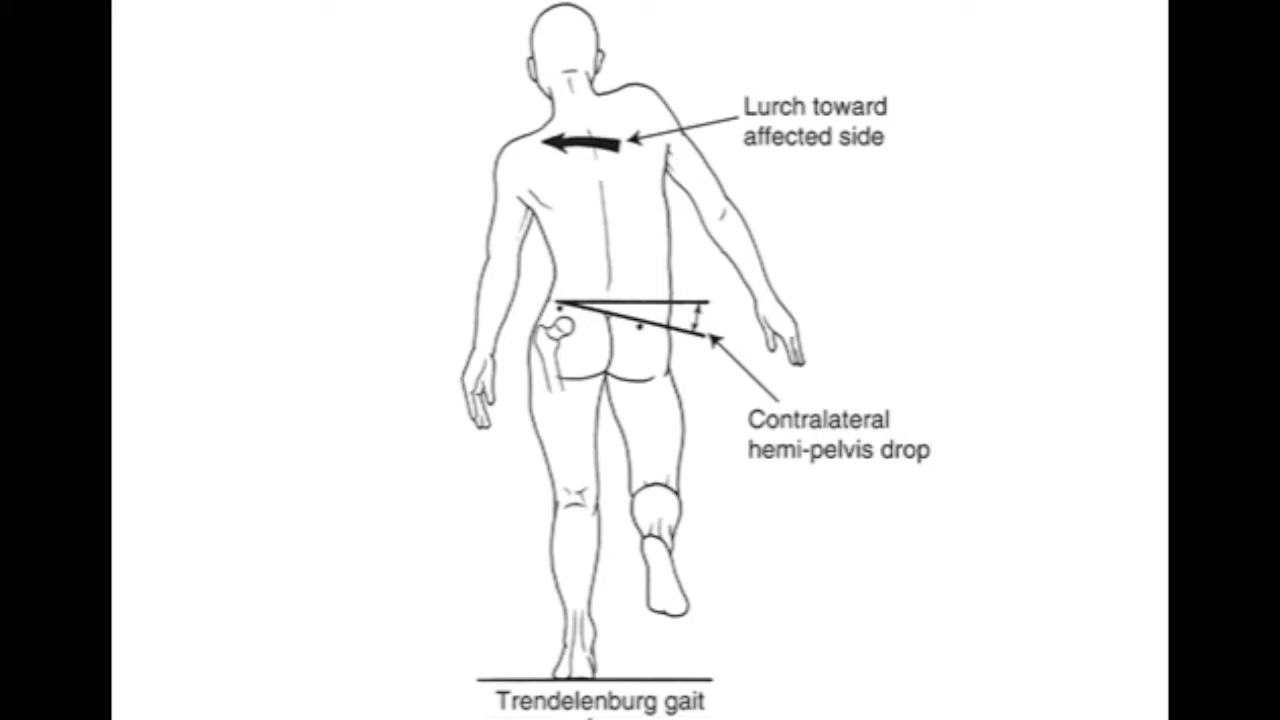 Lurch toward
affected side
Contralateral
hemi-pelvis drop
Trendelenburg gait